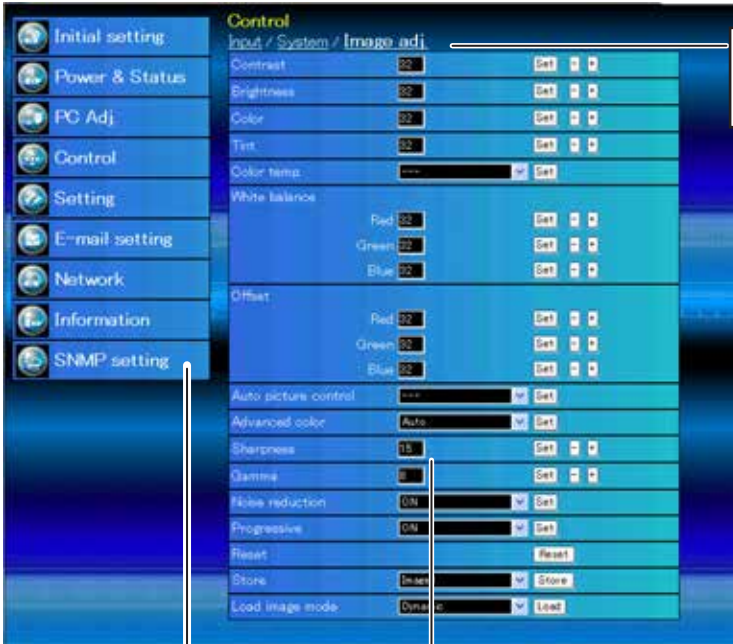 Control
Input / System / Image adj.
Initial setting
Power & Status
PC Adj.
Control
Setting
E-mail setting
Network
Information
SNMP setting
Contrast 32 Set - +
Brightness 32 Set - +
Color 32 Set - +
Tint 32 Set - +
Color temp. --- Set
White balance
Red 32 Set - +
Green 32 Set - +
Blue 32 Set - +
Offset
Red 32 Set - +
Green 32 Set - +
Blue 32 Set - +
Auto picture control --- Set
Advanced color Auto Set
Sharpness 15 Set - +
Gamma Set - +
Noise reduction ON Set
Progressive ON Set
Reset Reset
Store Store
Load image mode Dynamic Load